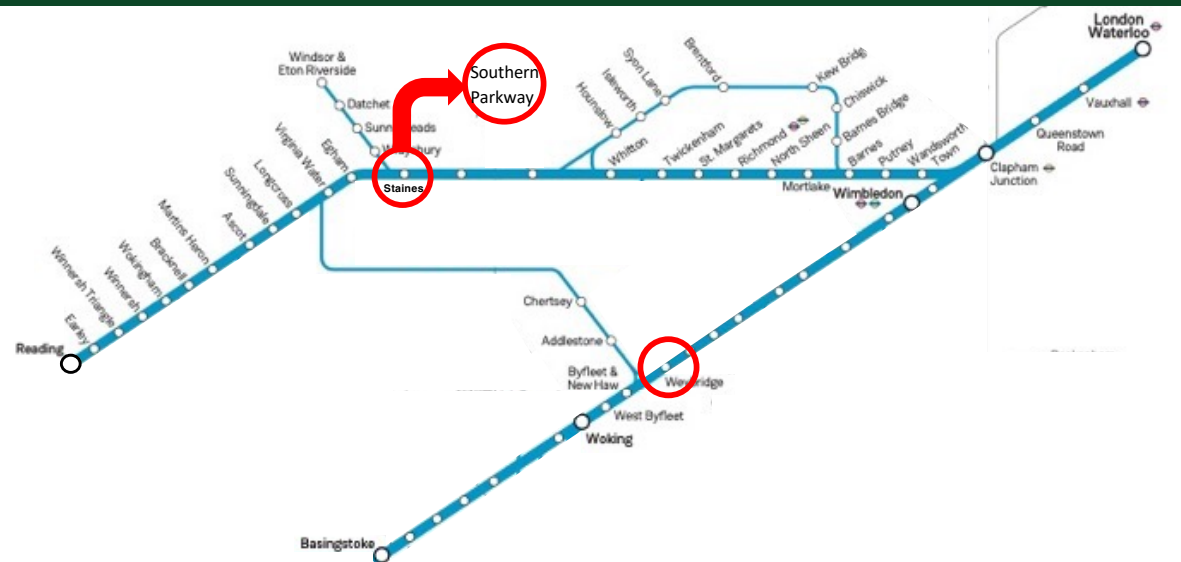 London
Waterloo
Vauxhall
Queenstown
Road
Clapham
Junction
Windsor &
Eton Riverside
Datchet
Southern
Parkway
Staines
Egham
Virginia Water
Longcross
Sunningdale
Ascot
Martins Heron
Bracknell
Wokingham
Winnersh
Winnersh Triangle
Earley
Reading
Hounslow
Isleworth
Syon Lane
Brentford
Kew Bridg
Chiswick
Barnes Bridge
Whitton
Twickenham
St. Margarets
Richmond
North Sheen
Mortlake
Barnes
Putney
Wandsworth
Town
Wimbledon
Chertsey
Addlestone
Byfleet &
New Haw
Weybridge
West Byfleet
Woking
Basingstoke